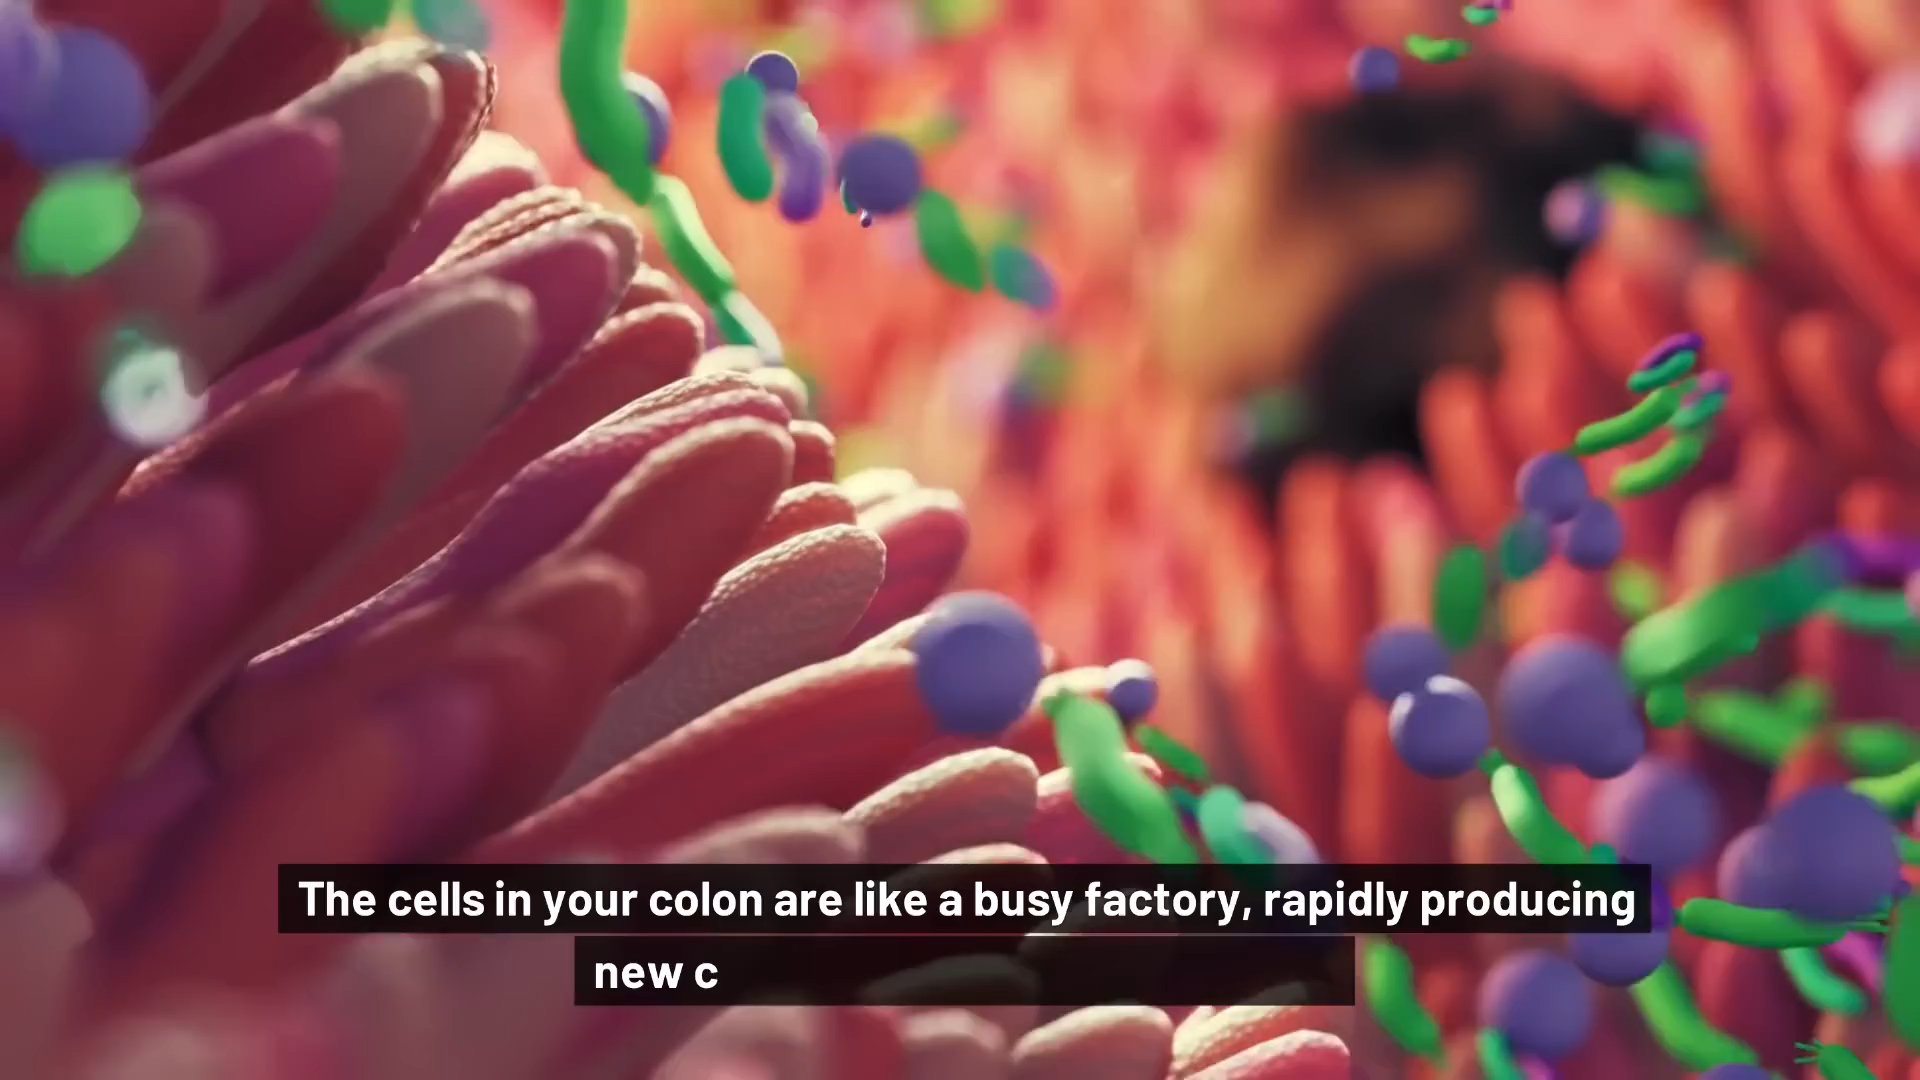 The cells in your colon are like a busy factory, rapidly producing
new c